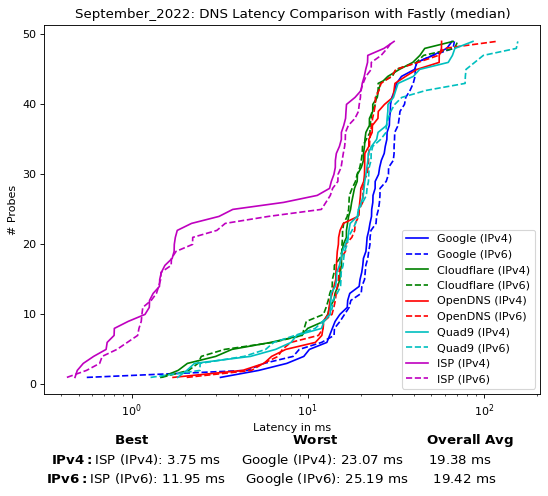 September_2022: DNS Latency Comparison with Fastly (median)
50
40
30
20
10
0
# Probes
Google (IPv4)
Google (IPv6)
Cloudflare (IPv4)
Cloudflare (IPv6)
OpenDNS (IPv4)
OpenDNS (IPv6)
Quad9 (IPv4)
Quad9 (IPv6)
ISP (IPv4)
ISP (IPv6)
10⁰ 10¹ 10²
Latency in ms
Best Worst Overall Avg
IPv4: ISP (IPv4): 3.75 ms Google (IPv4): 23.07 ms 19.38 ms
IPv6: ISP (IPv6): 11.95 ms Google (IPv6): 25.19 ms 19.42 ms